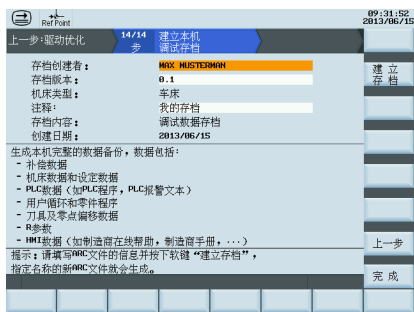 Ref Point
09:31:52
2013/06/15
上一步:驱动优化
14/14
步
建立本机
调试存档
存档创建者：
MAX MUSTERMAN
存档版本：
0.1
机床类型：
车床
注释：
我的存档
存档内容：
调试数据存档
创建日期：
2013/06/15
生成本机完整的数据备份，数据包括：
- 补偿数据
- 机床数据和设定数据
- PLC数据（如PLC程序，PLC报警文本）
- 用户循环和零件程序
- 刀具及零点偏移数据
- R参数
- HMI数据（如制造商在线帮助，制造商手册，···）
提示：请填写ARC文件的信息并按下软键“建立存档”，
指定名称的新ARC文件就会生成。
建 立
存 档
上一步
完 成